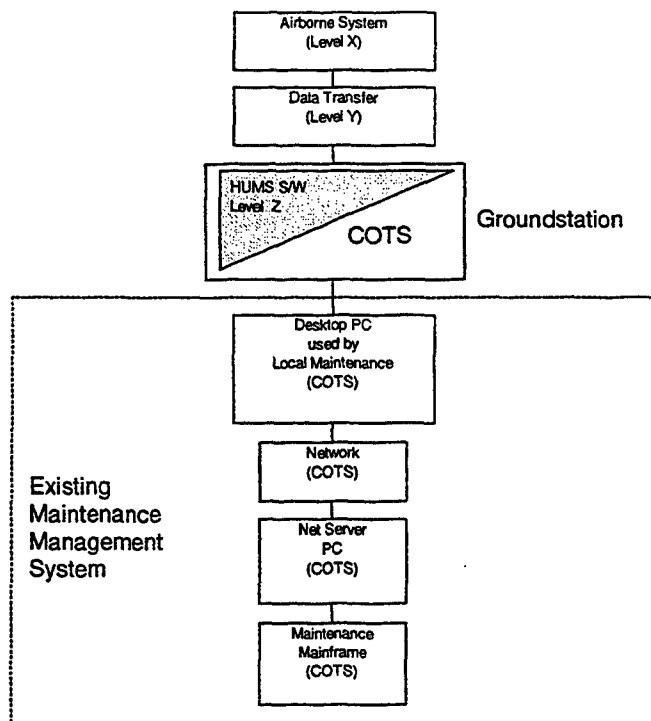 Airborne System
(Level X)
Data Transfer
(Level Y)
HUMS S/W
Level Z
COTS
Groundstation
Desktop PC
used by
Local Maintenance
(COTS)
Network
(COTS)
Existing
Maintenance
Management
System
Net Server
PC
(COTS)
Maintenance
Mainframe
(COTS)